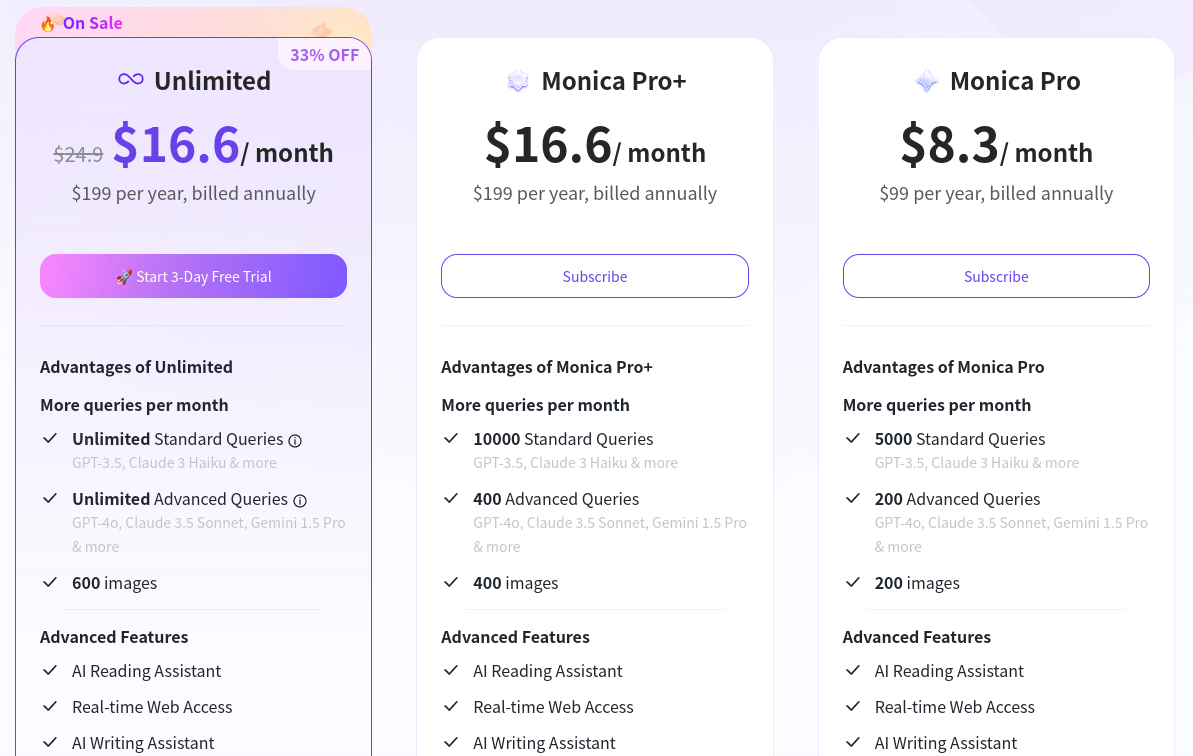 🔥 On Sale
33% OFF
Unlimited
$24.9 $16.6/ month
$199 per year, billed annually
🚀 Start 3-Day Free Trial
Advantages of Unlimited
More queries per month
Unlimited Standard Queries
GPT-3.5, Claude 3 Haiku & more
Unlimited Advanced Queries
GPT-4o, Claude 3.5 Sonnet, Gemini 1.5 Pro
& more
600 images
Advanced Features
AI Reading Assistant
Real-time Web Access
AI Writing Assistant
Monica Pro+
$16.6/ month
$199 per year, billed annually
Subscribe
Advantages of Monica Pro+
More queries per month
10000 Standard Queries
GPT-3.5, Claude 3 Haiku & more
400 Advanced Queries
GPT-4o, Claude 3.5 Sonnet, Gemini 1.5 Pro
& more
400 images
Advanced Features
AI Reading Assistant
Real-time Web Access
AI Writing Assistant
Monica Pro
$8.3/ month
$99 per year, billed annually
Subscribe
Advantages of Monica Pro
More queries per month
5000 Standard Queries
GPT-3.5, Claude 3 Haiku & more
200 Advanced Queries
GPT-4o, Claude 3.5 Sonnet, Gemini 1.5 Pro
& more
200 images
Advanced Features
AI Reading Assistant
Real-time Web Access
AI Writing Assistant